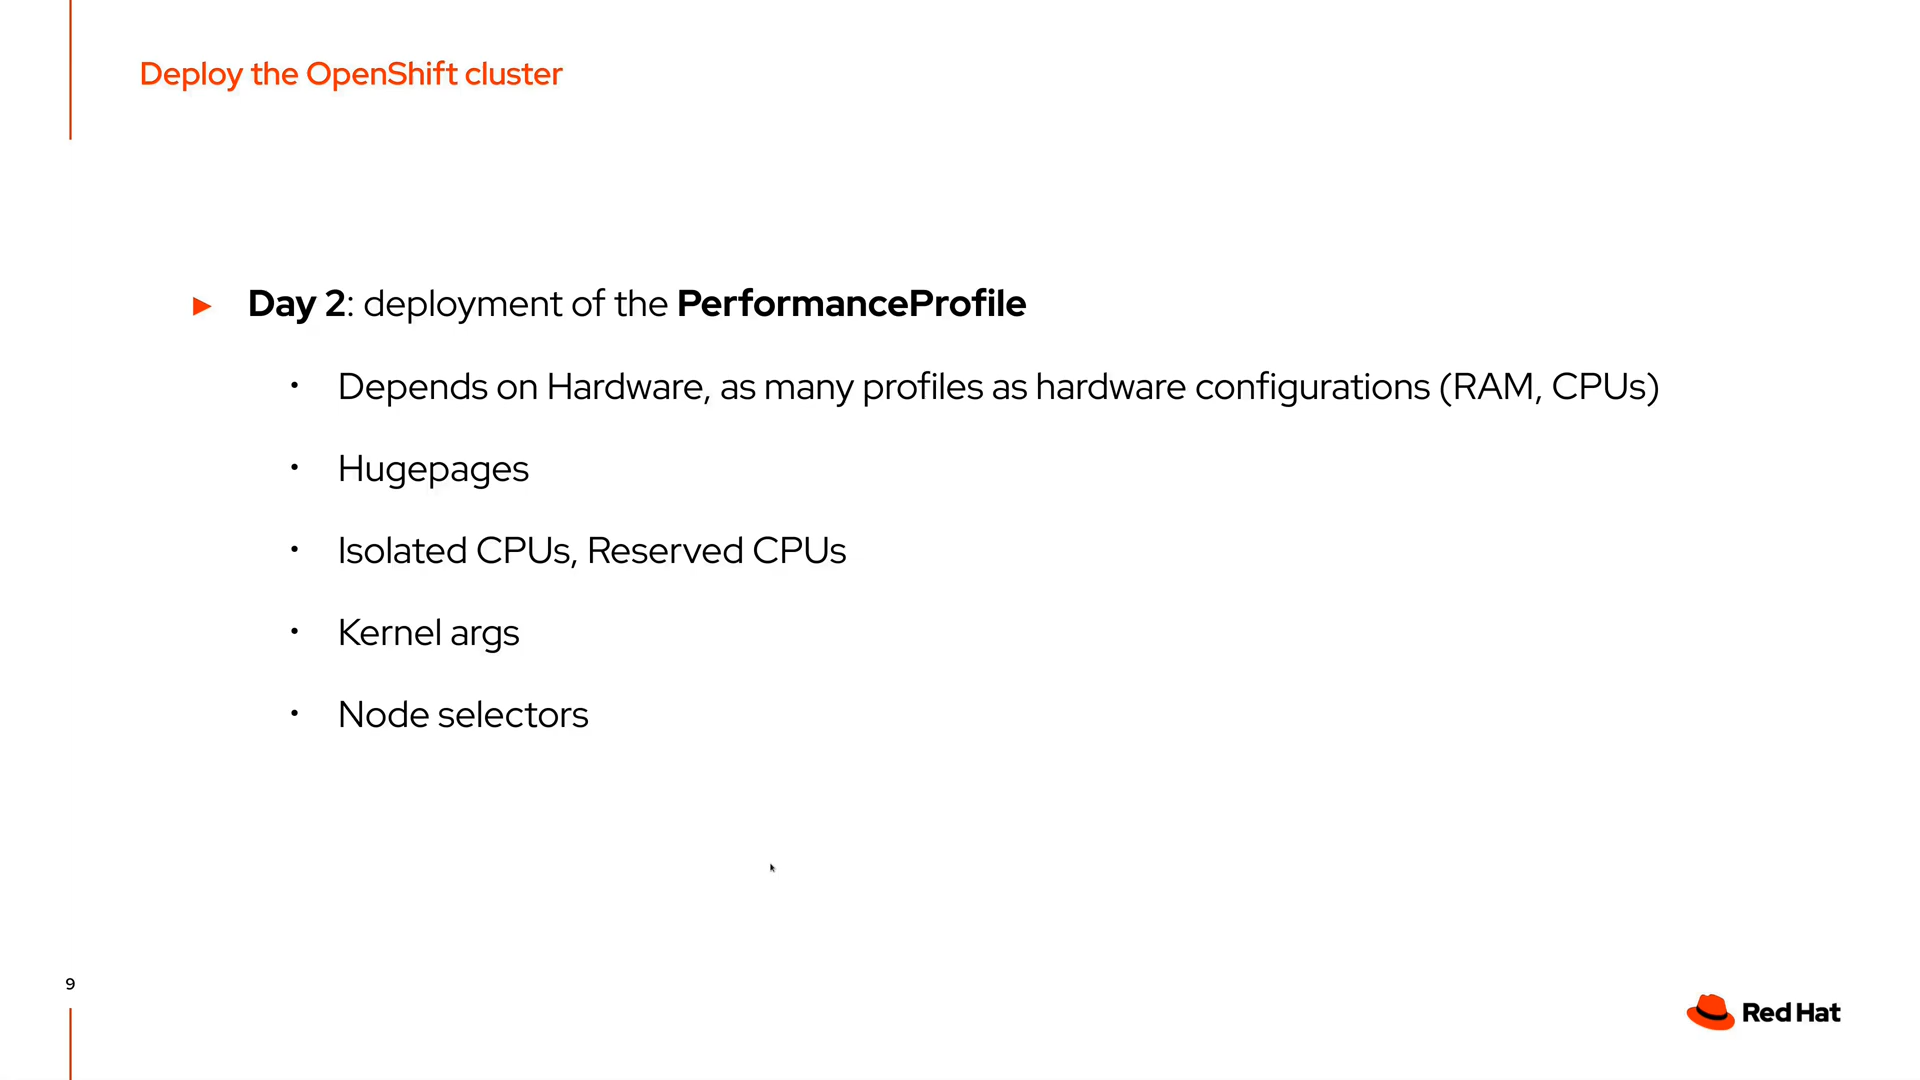 Deploy the OpenShift cluster
► Day 2: deployment of the PerformanceProfile
• Depends on Hardware, as many profiles as hardware configurations (RAM, CPUs)
• Hugepages
• Isolated CPUs, Reserved CPUs
• Kernel args
• Node selectors
9
Red Hat